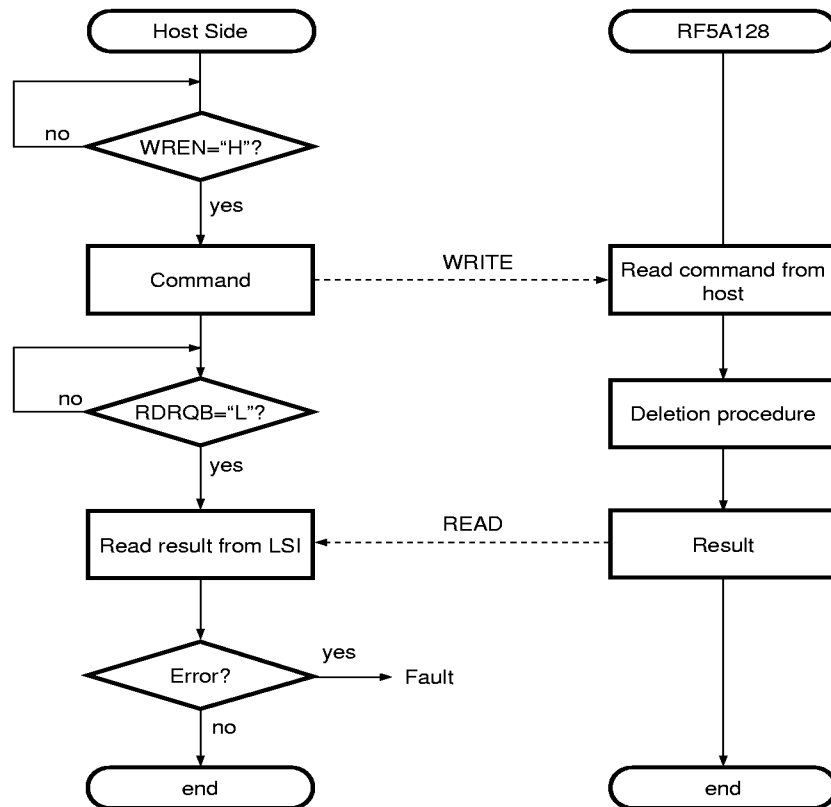 Host Side
RF5A128
no
WREN=“H”?
yes
Command
WRITE
Read command from
host
no
RDRQB=“L”?
Deletion procedure
yes
Read result from LSI
READ
Result
Error?
yes
Fault
no
end
end